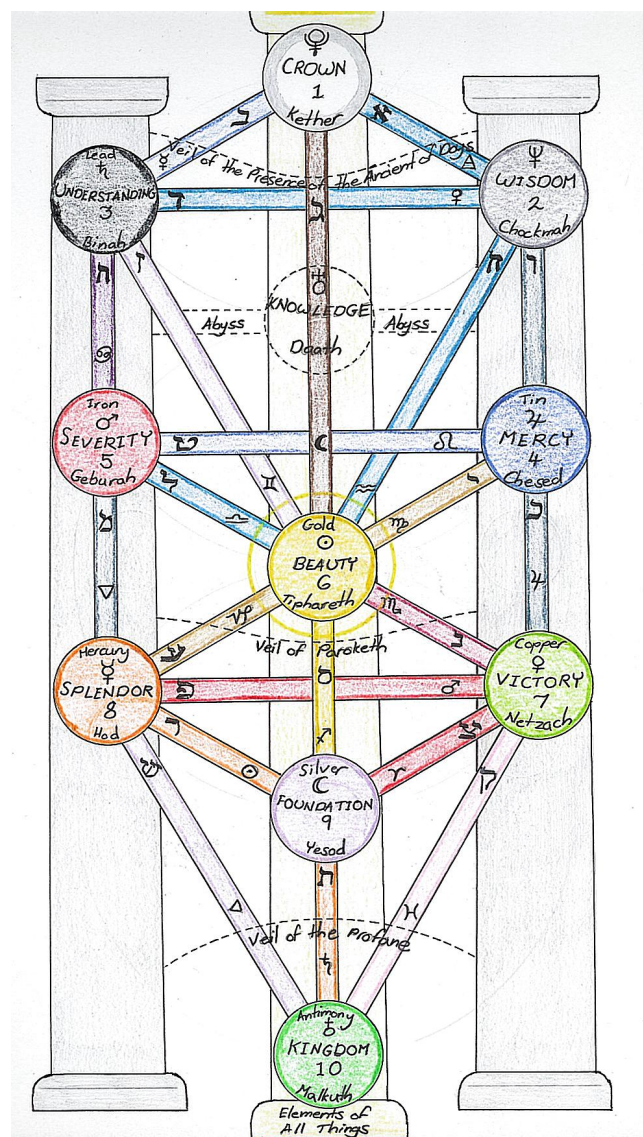 CROWN
1
Kether
ב
א
Veil of the Presence of the Ancient of Days
Lead
UNDERSTANDING
3
Binah
WISDOM
2
Chockmah
ד
ג
ח
ז
ה
ו
KNOWLEDGE
Daath
Abyss
Abyss
Iron
SEVERITY
5
Geburah
Tin
MERCY
4
Chesed
ט
ל
י
Gold
BEAUTY
6
Tiphareth
מ
כ
Veil of Paroketh
ע
נ
ס
Mercury
SPLENDOR
8
Hod
Copper
VICTORY
7
Netzach
פ
ר
צ
ש
ק
Silver
FOUNDATION
9
Yesod
ת
Veil of the Profane
Antimony
KINGDOM
10
Malkuth
Elements of
All Things